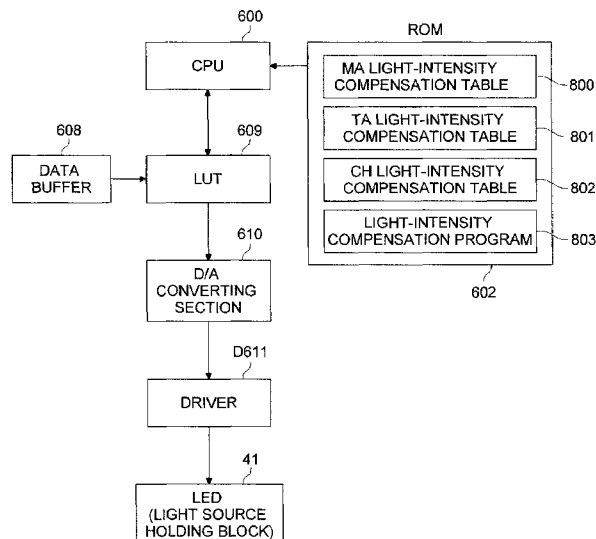 600
CPU
ROM
MA LIGHT-INTENSITY
COMPENSATION TABLE
800
TA LIGHT-INTENSITY
COMPENSATION TABLE
801
CH LIGHT-INTENSITY
COMPENSATION TABLE
802
LIGHT-INTENSITY
COMPENSATION PROGRAM
803
602
608
DATA
BUFFER
609
LUT
610
D/A
CONVERTING
SECTION
D611
DRIVER
41
LED
(LIGHT SOURCE
HOLDING BLOCK)